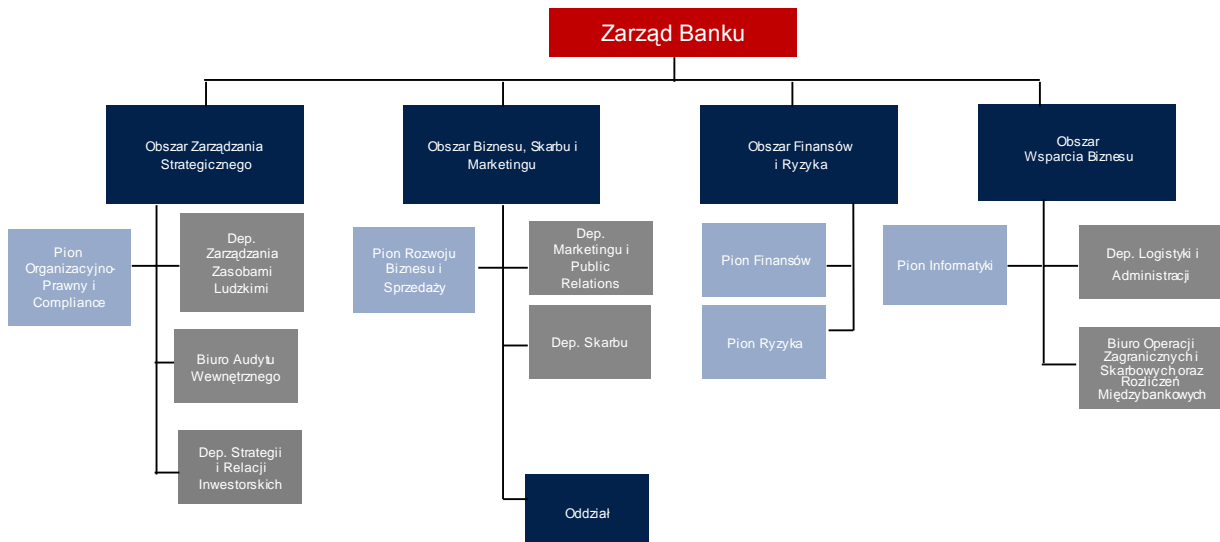 Zarząd Banku
Obszar Zarządzania
Strategicznego
Obszar Biznesu, Skarbu i
Marketingu
Obszar Finansów
i Ryzyka
Obszar
Wsparcia Biznesu
Pion
Organizacyjno-
Prawny i
Compliance
Dep.
Zarządzania
Zasobami
Ludzkimi
Biuro Audytu
Wewnętrznego
Dep. Strategii
i Relacji
Inwestorskich
Pion Rozwoju
Biznesu i
Sprzedaży
Dep.
Marketingu i
Public
Relations
Dep. Skarbu
Oddział
Pion Finansów
Pion Ryzyka
Pion Informatyki
Dep. Logistyki i
Administracji
Biuro Operacji
Zagranicznych i
Skarbowych oraz
Rozliczeń
Międzybankowych